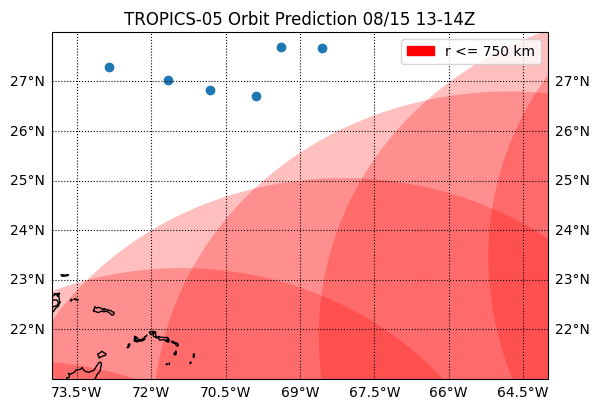 TROPICS-05 Orbit Prediction 08/15 13-14Z
r <= 750 km
27°N 27°N
26°N 26°N
25°N 25°N
24°N 24°N
23°N 23°N
22°N 22°N
73.5°W 72°W 70.5°W 69°W 67.5°W 66°W 64.5°W